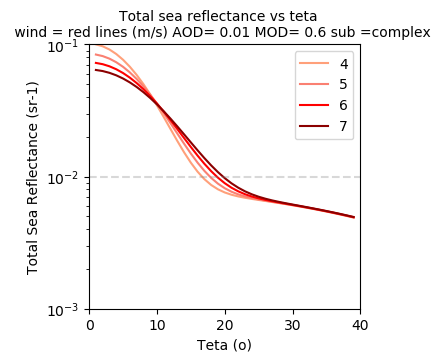 Total sea reflectance vs teta
wind = red lines (m/s) AOD= 0.01 MOD= 0.6 sub =complex
Total Sea Reflectance (sr-1)
10⁻¹
10⁻²
10⁻³
4
5
6
7
0 10 20 30 40
Teta (o)